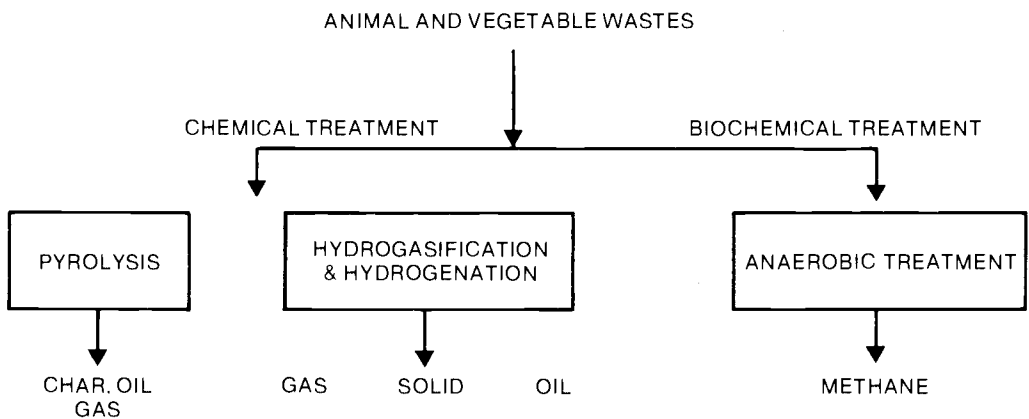 ANIMAL AND VEGETABLE WASTES
CHEMICAL TREATMENT
BIOCHEMICAL TREATMENT
PYROLYSIS
HYDROGASIFICATION
& HYDROGENATION
ANAEROBIC TREATMENT
CHAR, OIL
GAS
GAS SOLID OIL
METHANE